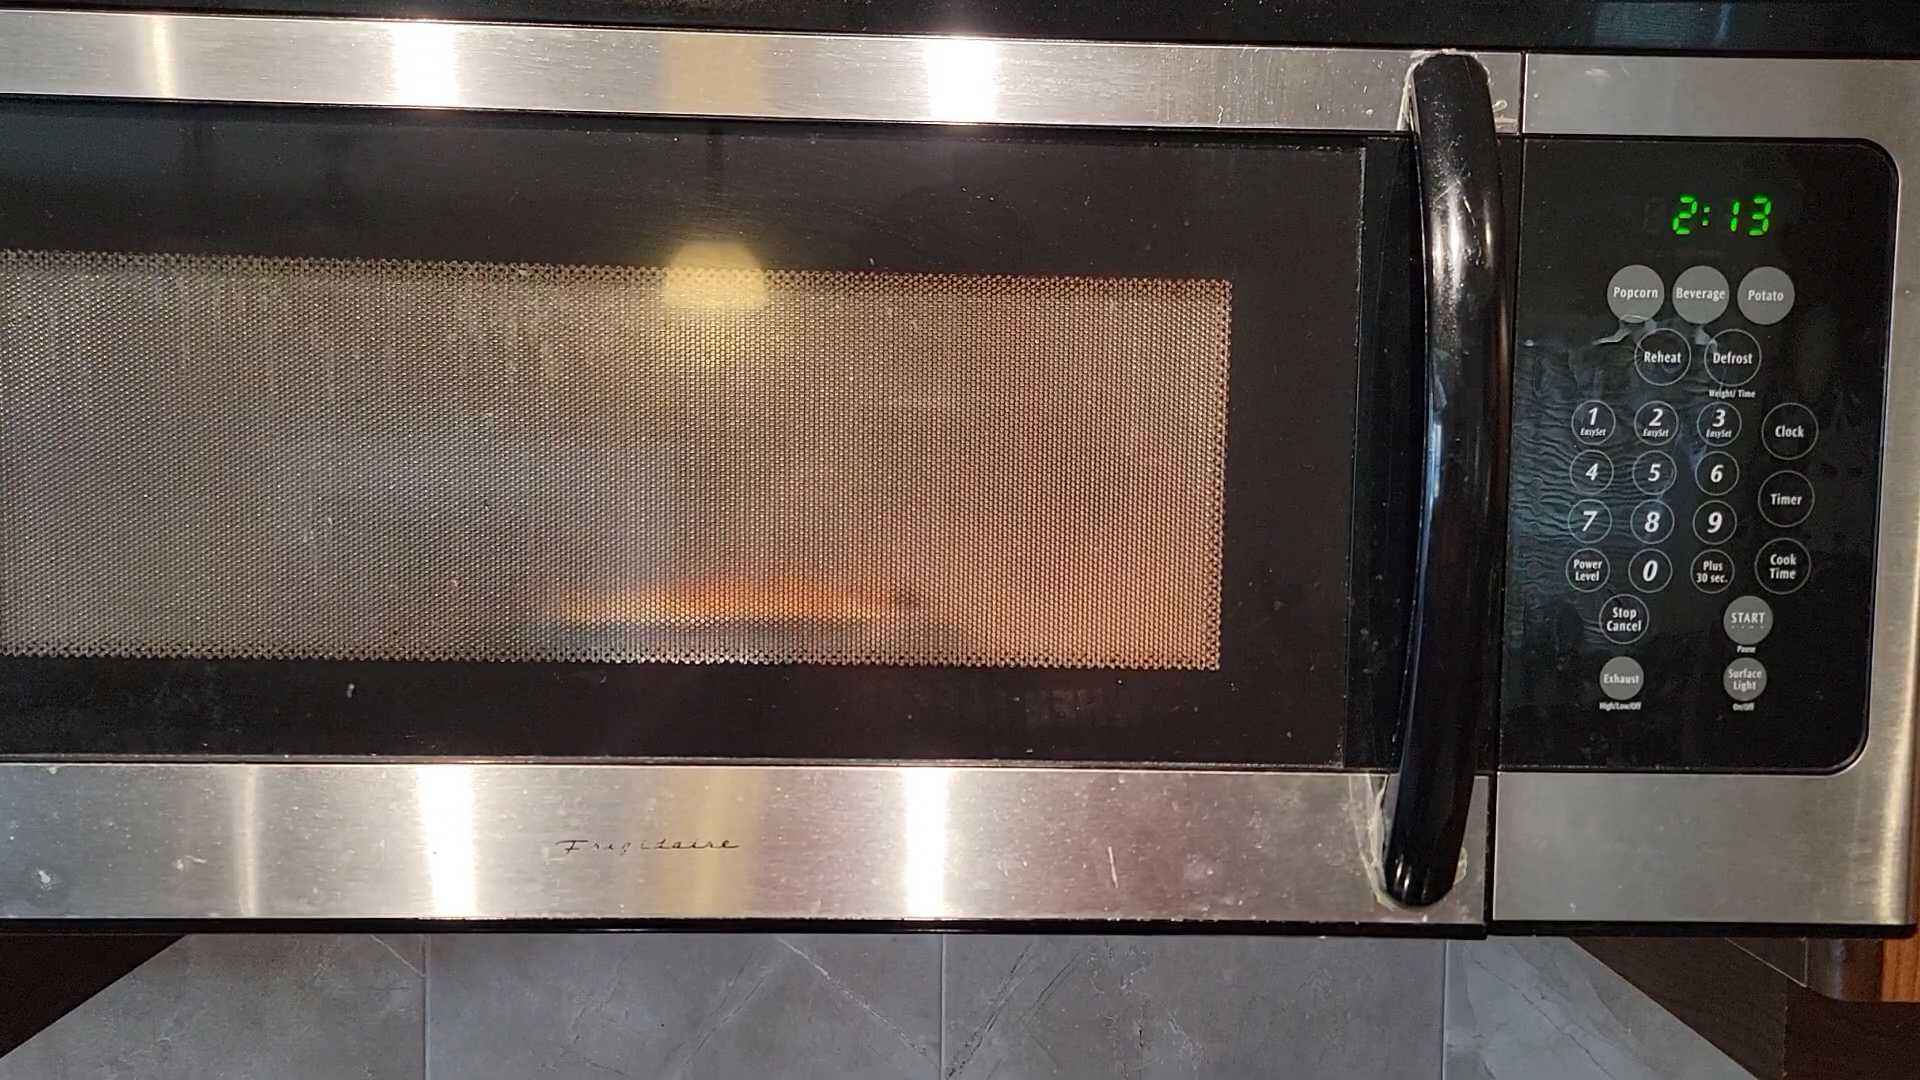 2:13
Popcorn Beverage Potato
Reheat Defrost
Weight/ Time
1 2 3
EasySet EasySet EasySet
Clock
4 5 6
Timer
7 8 9
Power Level 0 Plus 30 sec.
Cook Time
Stop Cancel START
Pause
Exhaust Surface Light
High/Low/Off On/Off
Frigidaire